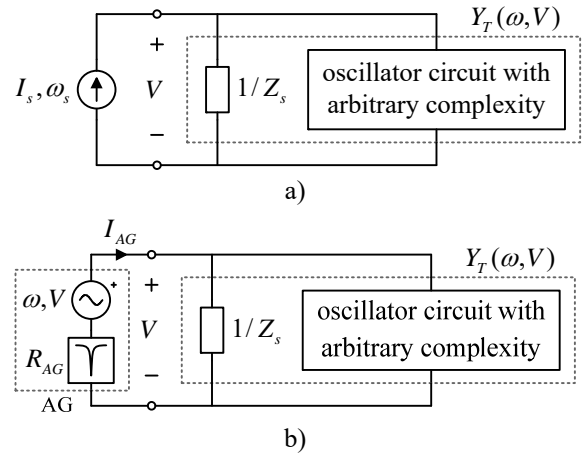 Y_T(ω,V)
I_s, ω_s
+
V
−
1/Z_s
oscillator circuit with
arbitrary complexity
a)
I_AG
Y_T(ω,V)
ω,V
+
+
V
−
1/Z_s
R_AG
oscillator circuit with
arbitrary complexity
AG
b)